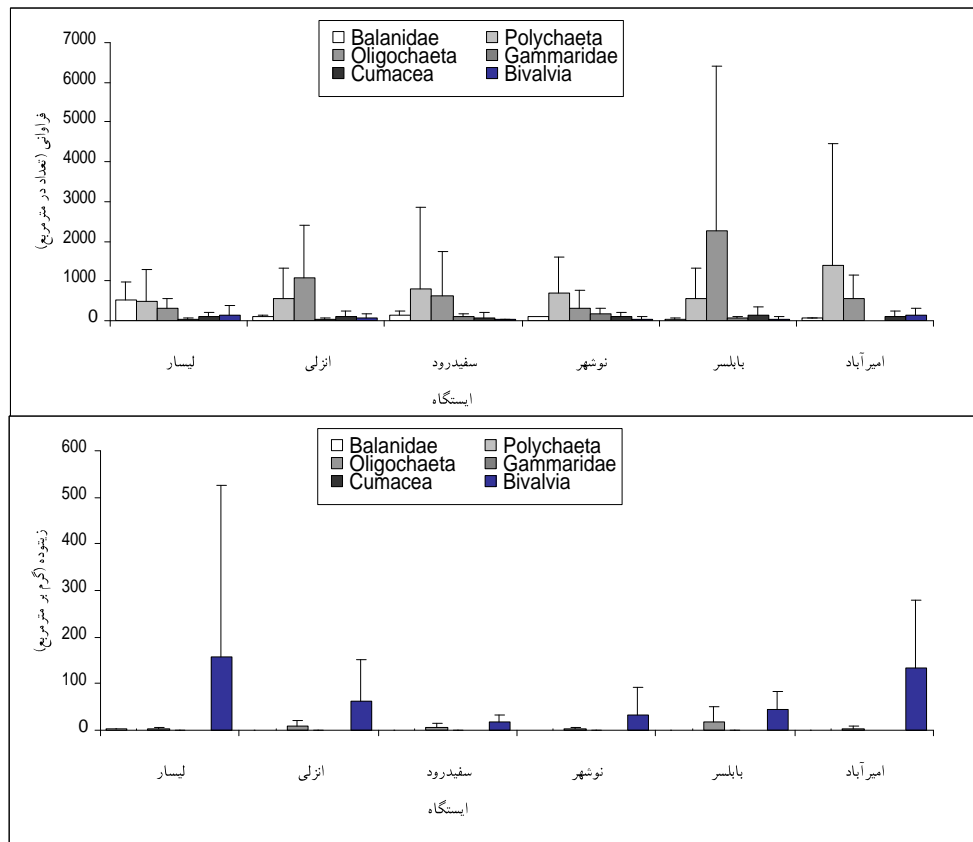 Balanidae Polychaeta
Oligochaeta Gammaridae
Cumacea Bivalvia
فراوانی (تعداد در مترمربع)
7000
6000
5000
4000
3000
2000
1000
0
لیسار انزلی سفیدرود نوشهر بابلسر امیرآباد
ایستگاه
Balanidae Polychaeta
Oligochaeta Gammaridae
Cumacea Bivalvia
زیتوده (گرم بر مترمربع)
600
500
400
300
200
100
0
لیسار انزلی سفیدرود نوشهر بابلسر امیرآباد
ایستگاه